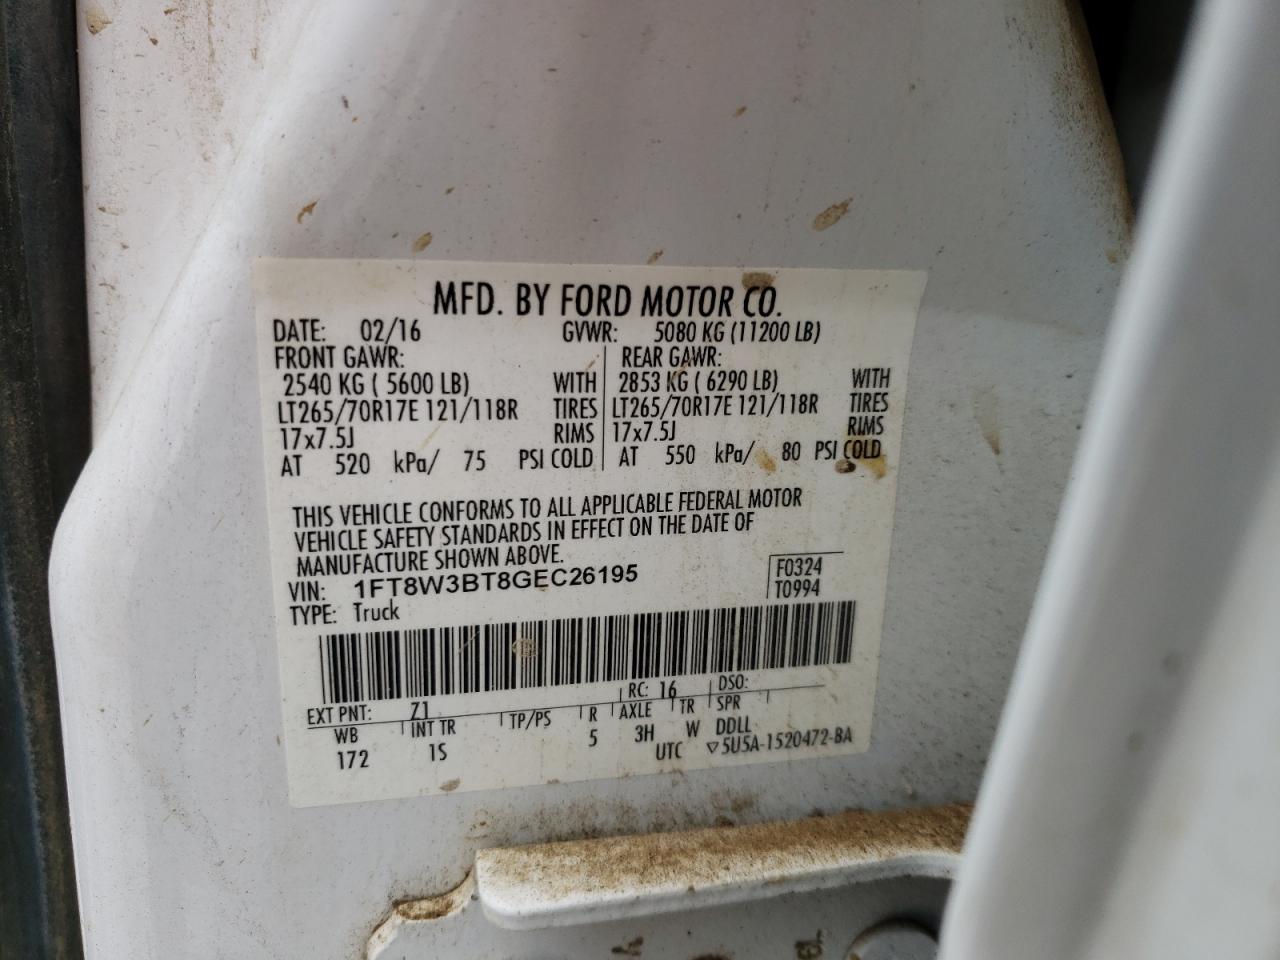 MFD. BY FORD MOTOR CO.
DATE: 02/16 GVWR: 5080 KG (11200 LB)
FRONT GAWR: REAR GAWR:
2540 KG ( 5600 LB) WITH 2853 KG ( 6290 LB) WITH
LT265/70R17E 121/118R TIRES LT265/70R17E 121/118R TIRES
17x7.5J RIMS 17x7.5J RIMS
AT 520 kPa/ 75 PSI COLD AT 550 kPa/ 80 PSI COLD
THIS VEHICLE CONFORMS TO ALL APPLICABLE FEDERAL MOTOR
VEHICLE SAFETY STANDARDS IN EFFECT ON THE DATE OF
MANUFACTURE SHOWN ABOVE.
VIN: 1FT8W3BT8GEC26195 F0324
TYPE: Truck T0994
EXT PNT: Z1 RC: 16 DSO:
WB INT TR TP/PS R AXLE TR SPR
172 1S 5 3H W DDLL
UTC ▽5U5A-1520472-BA